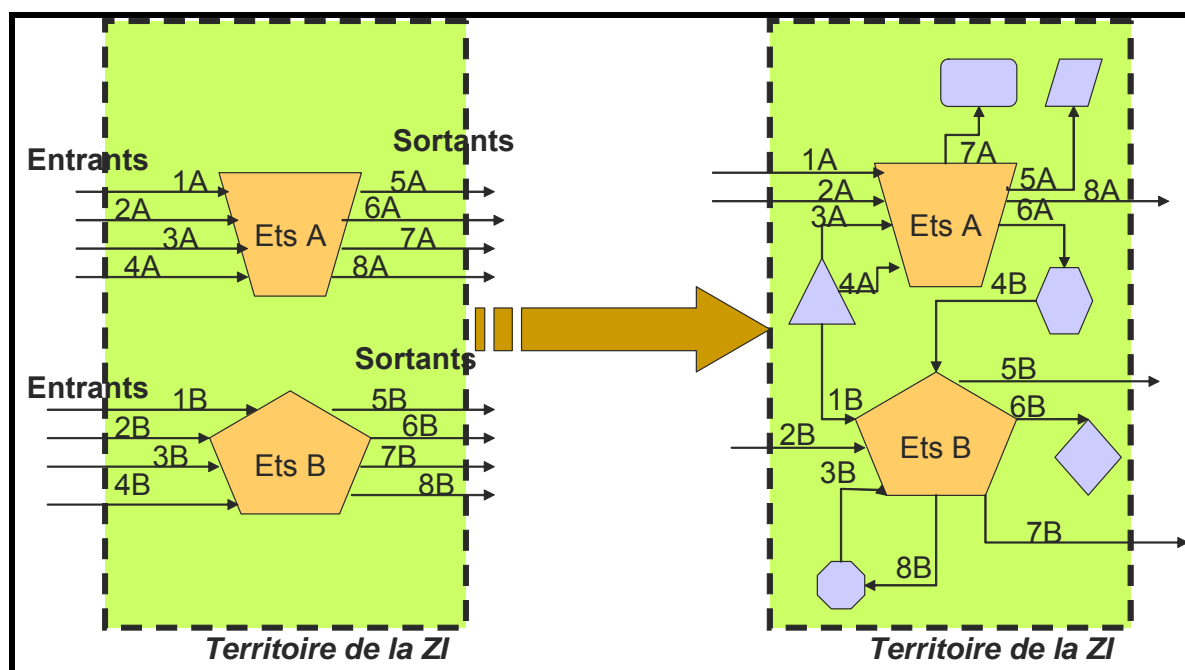 Entrants
Sortants
1A
2A
3A
4A
Ets A
5A
6A
7A
8A
Entrants
Sortants
1B
2B
3B
4B
Ets B
5B
6B
7B
8B
Territoire de la ZI
1A
2A
3A
4A
Ets A
7A
5A
8A
6A
4B
5B
1B
6B
2B
Ets B
3B
7B
8B
Territoire de la ZI